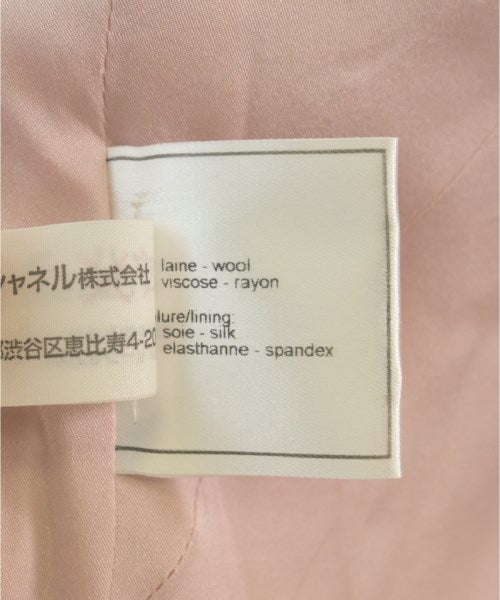 ャネル株式会社
渋谷区恵比寿4-20
laine - wool
viscose - rayon
lure/lining:
soie - silk
elasthanne - spandex